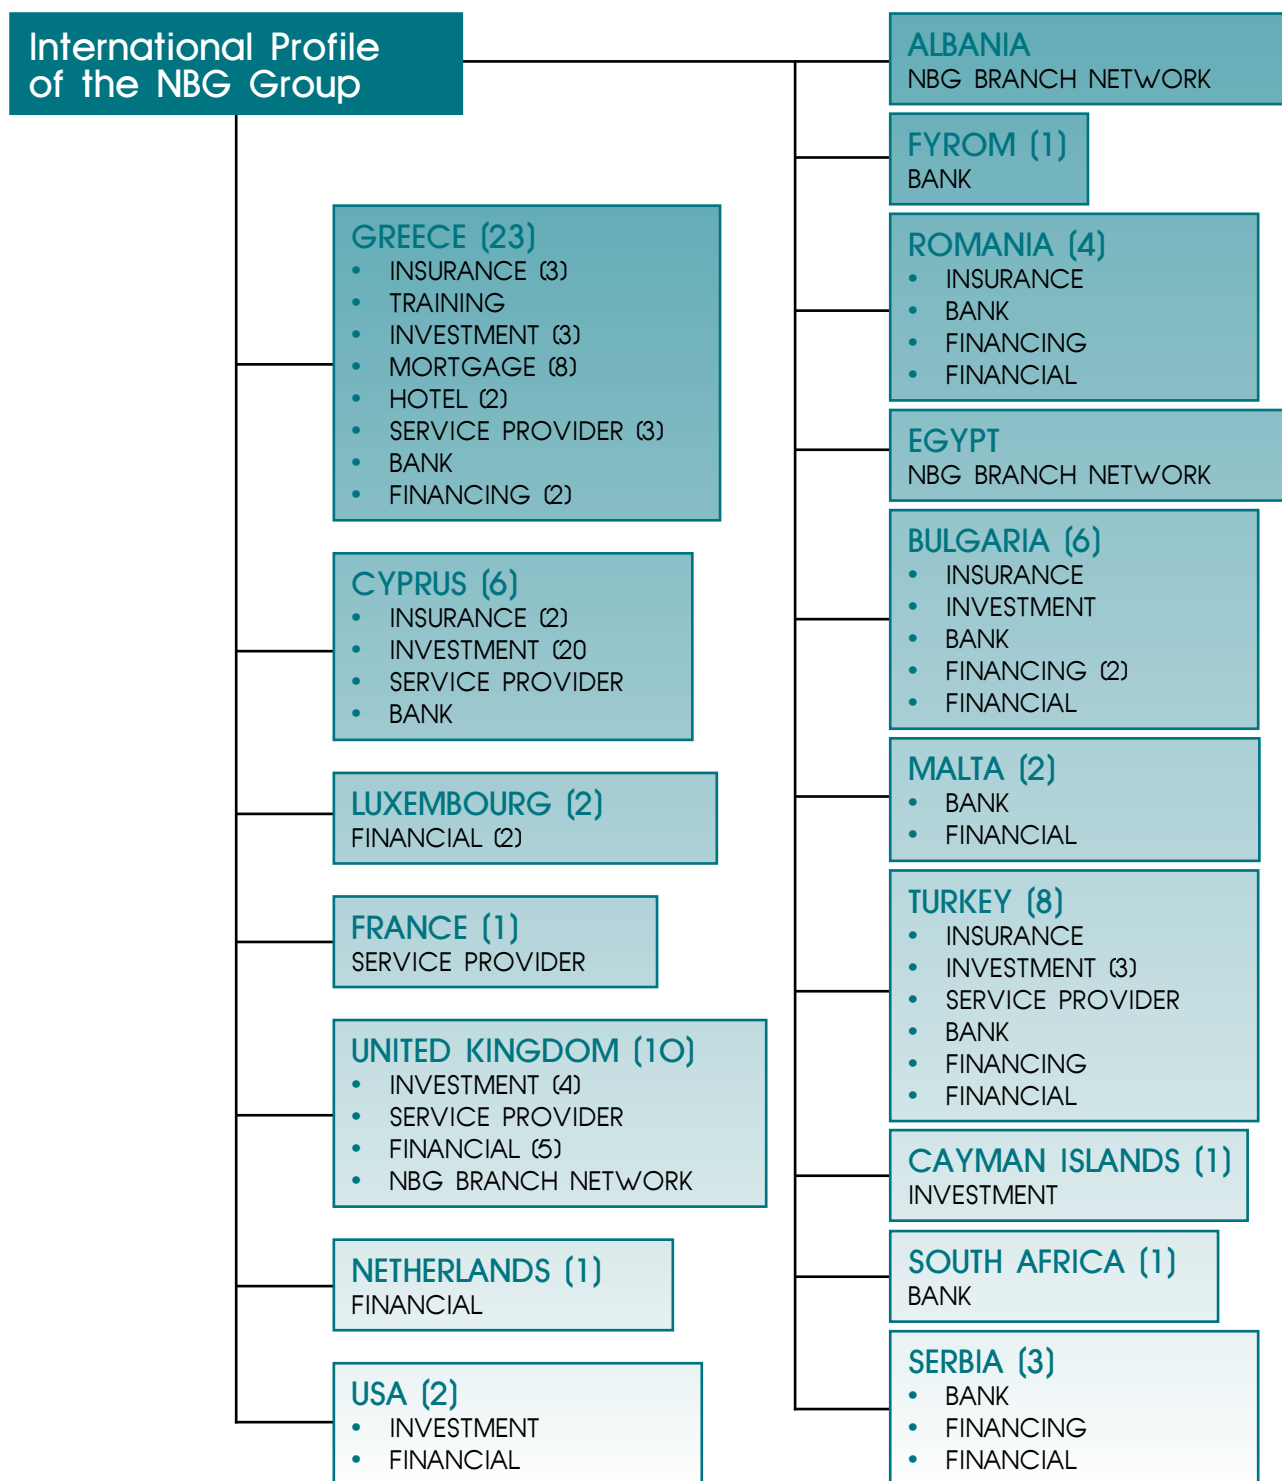 International Profile
of the NBG Group
GREECE (23)
• INSURANCE (3)
• TRAINING
• INVESTMENT (3)
• MORTGAGE (8)
• HOTEL (2)
• SERVICE PROVIDER (3)
• BANK
• FINANCING (2)
CYPRUS (6)
• INSURANCE (2)
• INVESTMENT (20
• SERVICE PROVIDER
• BANK
LUXEMBOURG (2)
FINANCIAL (2)
FRANCE (1)
SERVICE PROVIDER
UNITED KINGDOM (10)
• INVESTMENT (4)
• SERVICE PROVIDER
• FINANCIAL (5)
• NBG BRANCH NETWORK
NETHERLANDS (1)
FINANCIAL
USA (2)
• INVESTMENT
• FINANCIAL
ALBANIA
NBG BRANCH NETWORK
FYROM (1)
BANK
ROMANIA (4)
• INSURANCE
• BANK
• FINANCING
• FINANCIAL
EGYPT
NBG BRANCH NETWORK
BULGARIA (6)
• INSURANCE
• INVESTMENT
• BANK
• FINANCING (2)
• FINANCIAL
MALTA (2)
• BANK
• FINANCIAL
TURKEY (8)
• INSURANCE
• INVESTMENT (3)
• SERVICE PROVIDER
• BANK
• FINANCING
• FINANCIAL
CAYMAN ISLANDS (1)
INVESTMENT
SOUTH AFRICA (1)
BANK
SERBIA (3)
• BANK
• FINANCING
• FINANCIAL